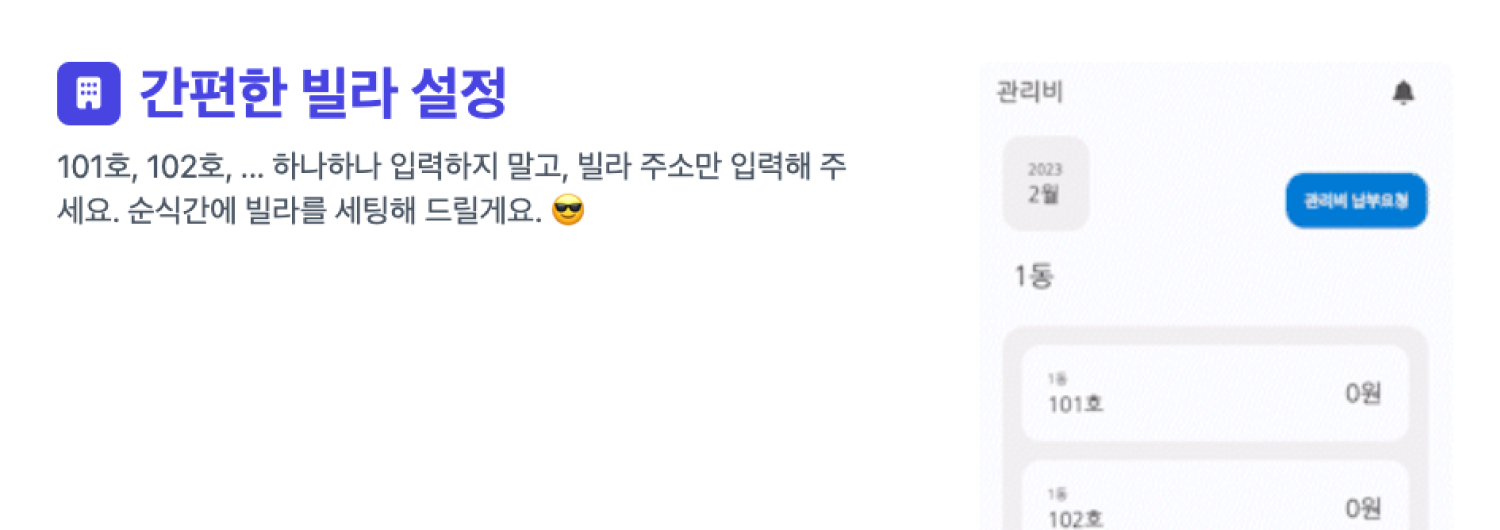 간편한 빌라 설정
101호, 102호, ... 하나하나 입력하지 말고, 빌라 주소만 입력해 주
세요. 순식간에 빌라를 세팅해 드릴게요. 😎
관리비
2023
2월
관리비 납부요청
1동
1동
101호
0원
1동
102호
0원